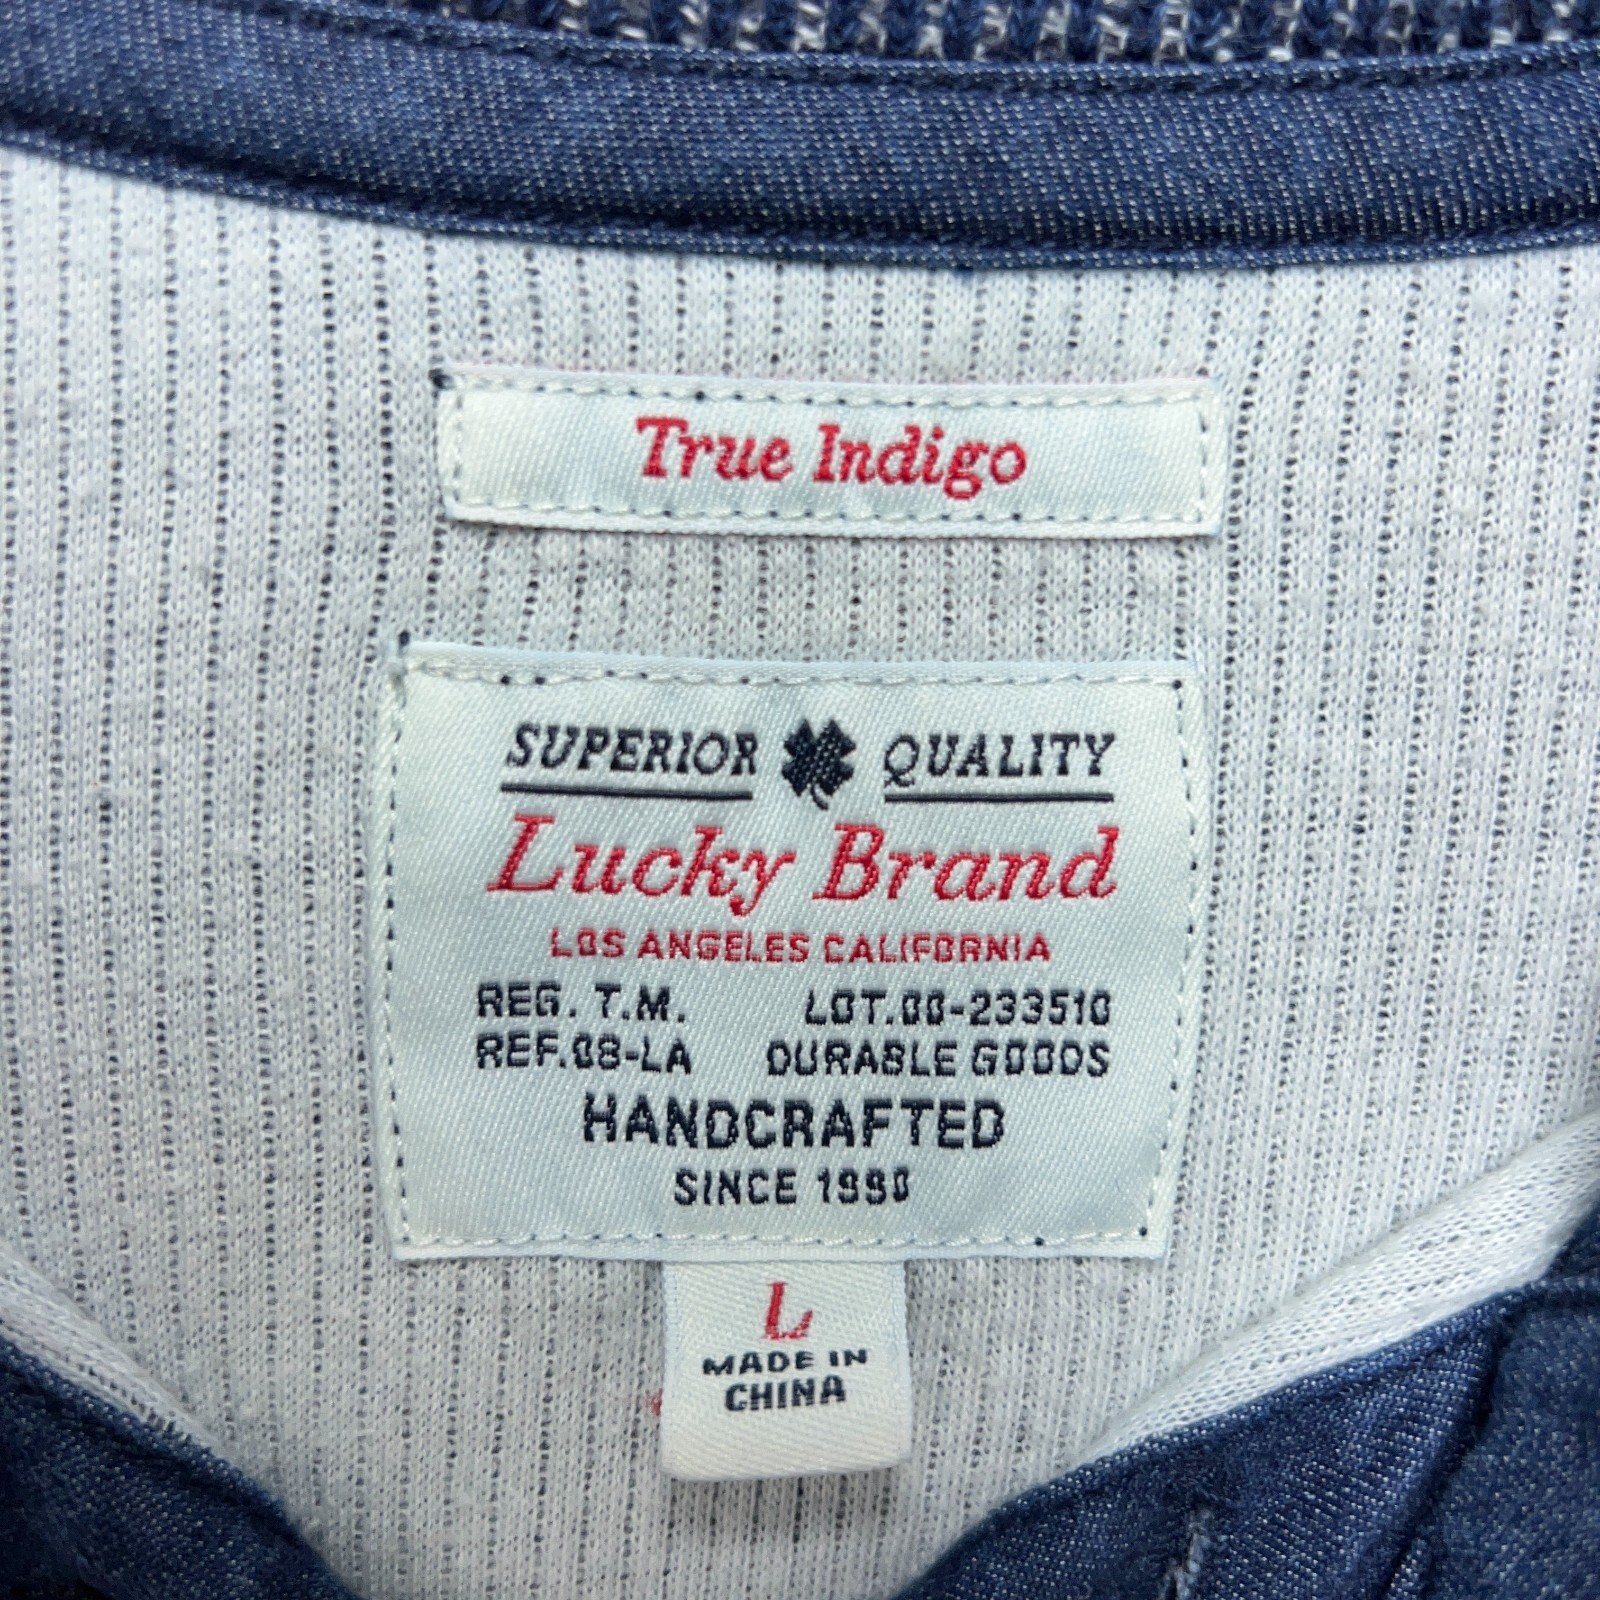 True Indigo
SUPERIOR QUALITY
Lucky Brand
LOS ANGELES CALIFORNIA
REG. T.M. LOT.00-233510
REF.08-LA DURABLE GOODS
HANDCRAFTED
SINCE 1990
L
MADE IN
CHINA